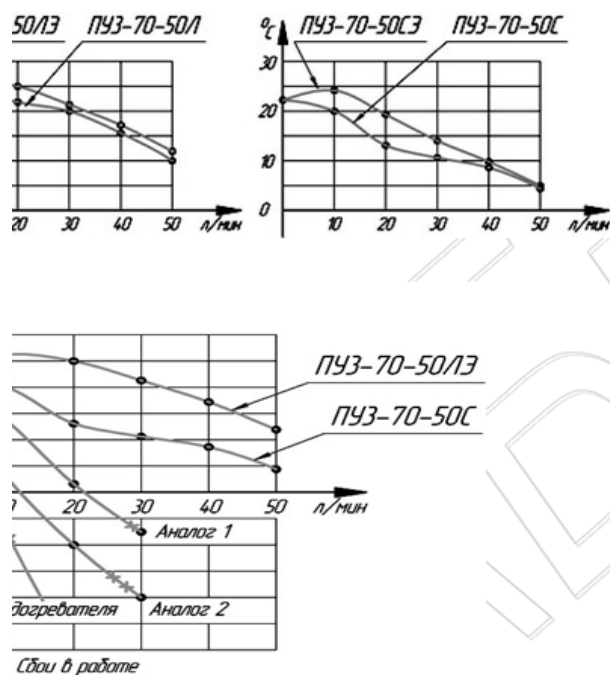 50ЛЭ ПУЗ-70-50Л
20 30 40 50 л/мин
°C ПУЗ-70-50СЭ ПУЗ-70-50С
30
20
10
0
10 20 30 40 50 л/мин
ПУЗ-70-50ЛЭ
ПУЗ-70-50С
0 20 30 40 50 л/мин
Аналог 1
догревателя Аналог 2
Сбои в работе